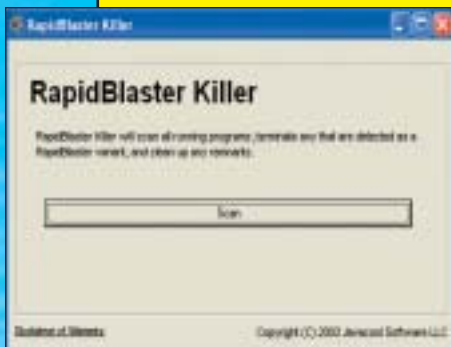 RapidBlaster Killer
RapidBlaster Killer
RapidBlaster Killer will scan all running programs, terminate any that are detected as a
RapidBlaster variant, and clean up any remnants.
Scan
Copyright (C) 2003 Javacool Software LLC